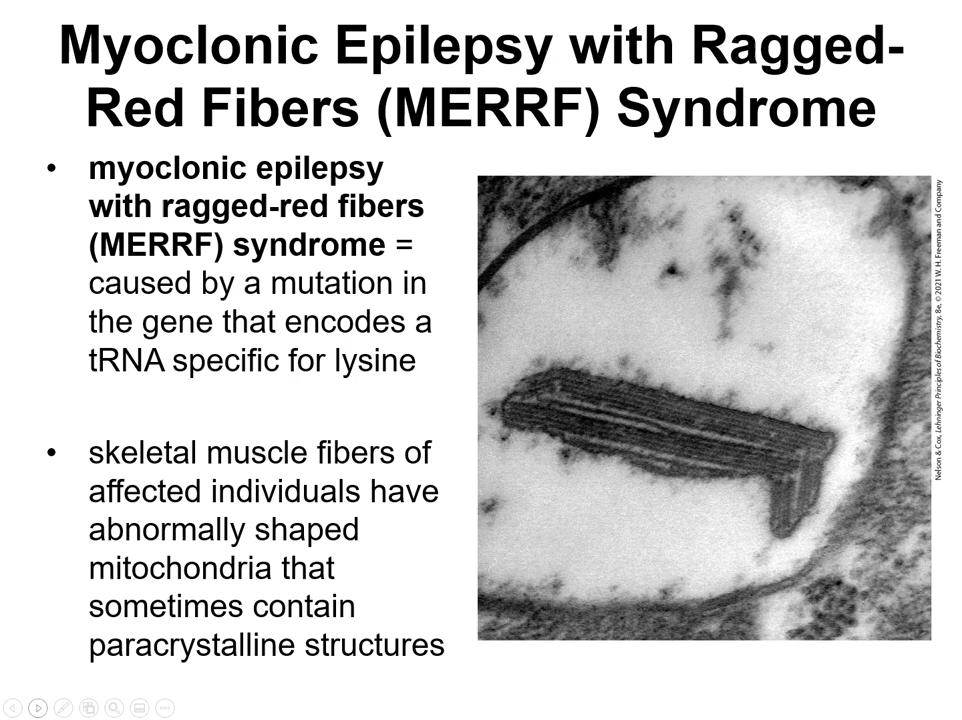 Myoclonic Epilepsy with Ragged-
Red Fibers (MERRF) Syndrome
• myoclonic epilepsy
with ragged-red fibers
(MERRF) syndrome =
caused by a mutation in
the gene that encodes a
tRNA specific for lysine
• skeletal muscle fibers of
affected individuals have
abnormally shaped
mitochondria that
sometimes contain
paracrystalline structures
Nelson & Cox, Lehninger Principles of Biochemistry, 8e, © 2021 W. H. Freeman and Company